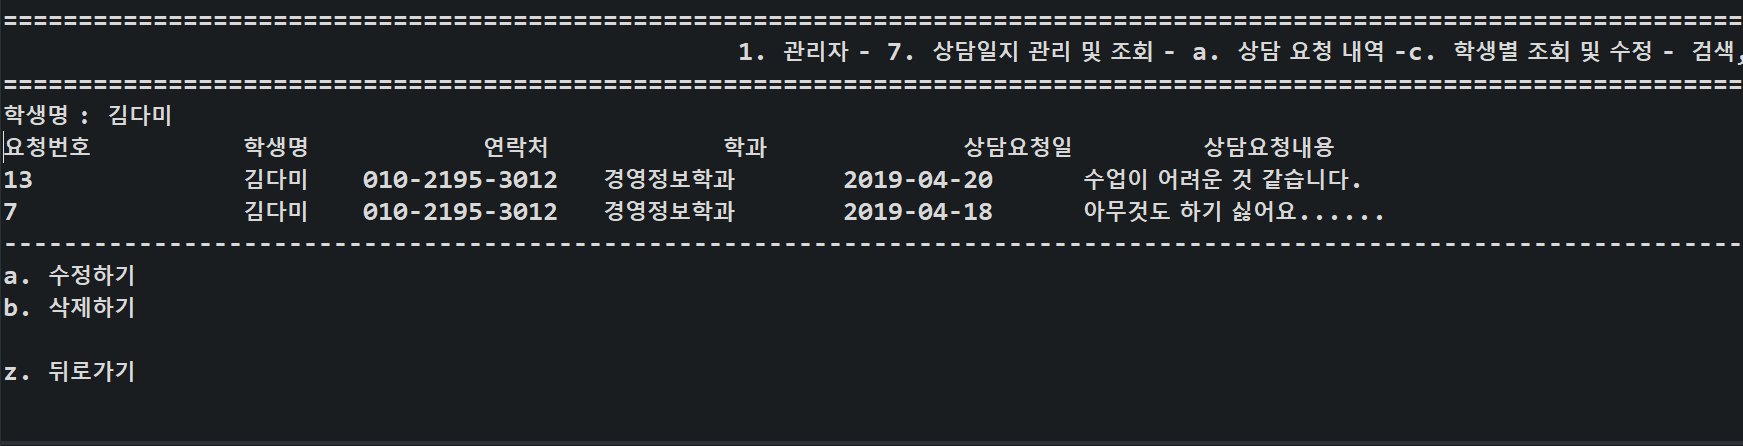 ====================================================================================================================
1. 관리자 - 7. 상담일지 관리 및 조회 - a. 상담 요청 내역 -c. 학생별 조회 및 수정 - 검색,
====================================================================================================================
학생명 : 김다미
요청번호 학생명 연락처 학과 상담요청일 상담요청내용
13 김다미 010-2195-3012 경영정보학과 2019-04-20 수업이 어려운 것 같습니다.
7 김다미 010-2195-3012 경영정보학과 2019-04-18 아무것도 하기 싫어요......
--------------------------------------------------------------------------------------------------------------------
a. 수정하기
b. 삭제하기
z. 뒤로가기